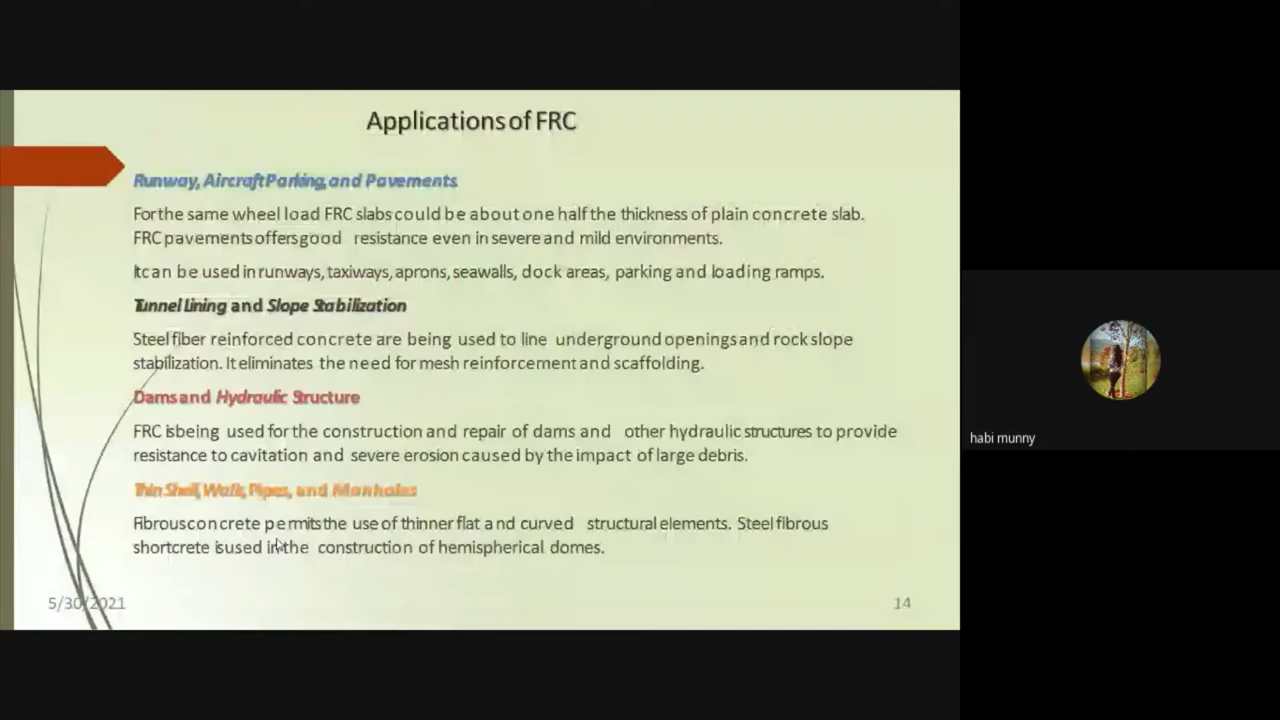 Applications of FRC
Runway, Aircraft Parking, and Pavements
For the same wheel load FRC slabs could be about one half the thickness of plain concrete slab.
FRC pavements offers good resistance even in severe and mild environments.
It can be used in runways, taxiways, aprons, seawalls, dock areas, parking and loading ramps.
Tunnel Lining and Slope Stabilization
Steel fiber reinforced concrete are being used to line underground openings and rock slope
stabilization. It eliminates the need for mesh reinforcement and scaffolding.
Dams and Hydraulic Structure
FRC is being used for the construction and repair of dams and other hydraulic structures to provide
resistance to cavitation and severe erosion caused by the impact of large debris.
Thin Shell, Walls, Pipes, and Manholes
Fibrous concrete permits the use of thinner flat and curved structural elements. Steel fibrous
shortcrete is used in the construction of hemispherical domes.
5/30/2021
14
habi munny